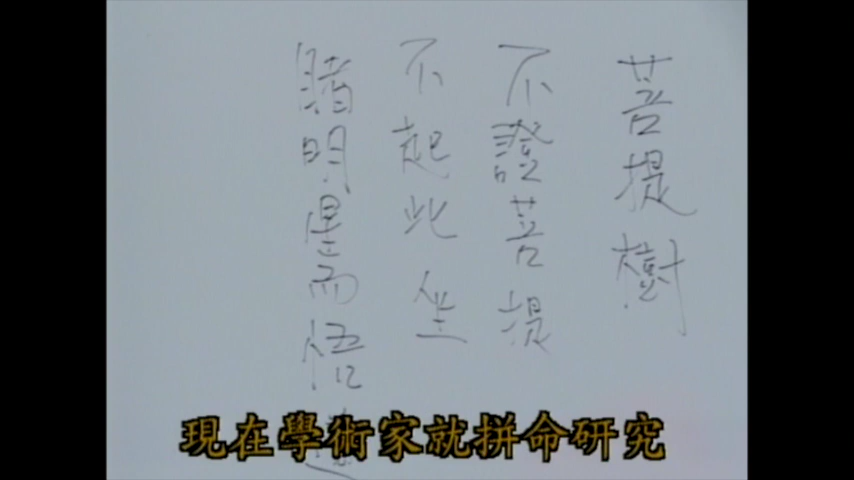 菩提樹
不證菩提
不起此坐
睹明星而悟
現在學術家就拼命研究